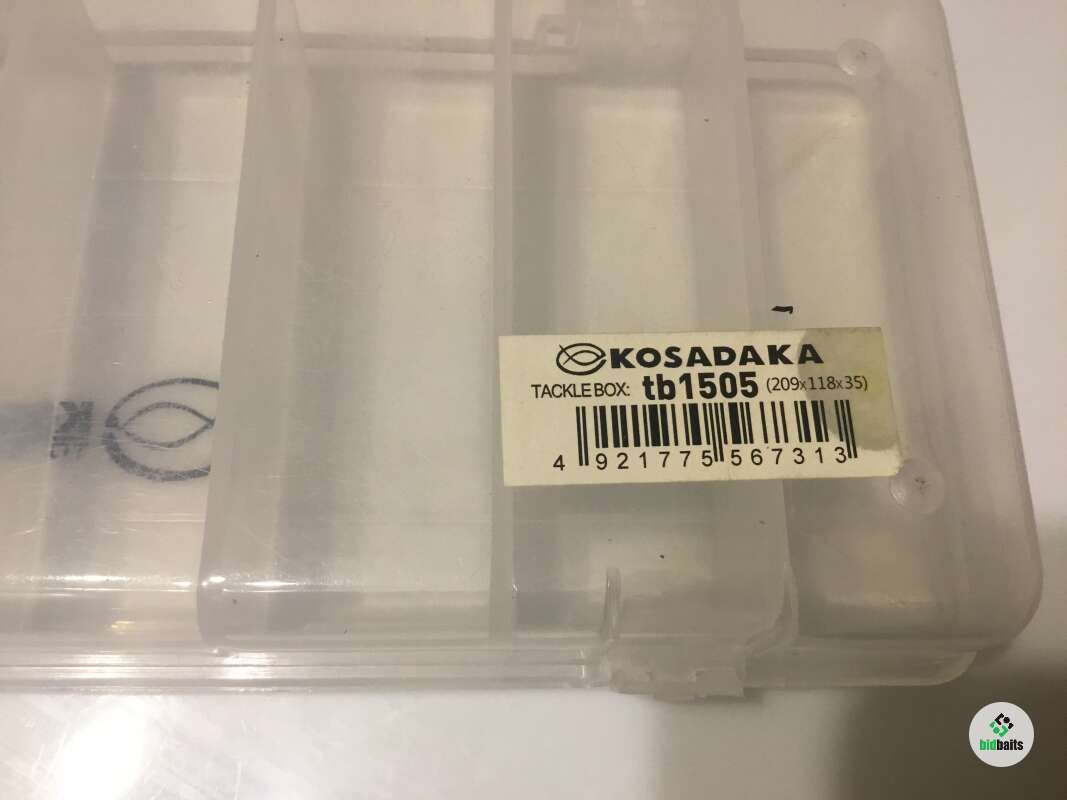 KOSADAKA
TACKLE BOX: tb1505 (209x118x35)
4 921775 567313
bidbaits